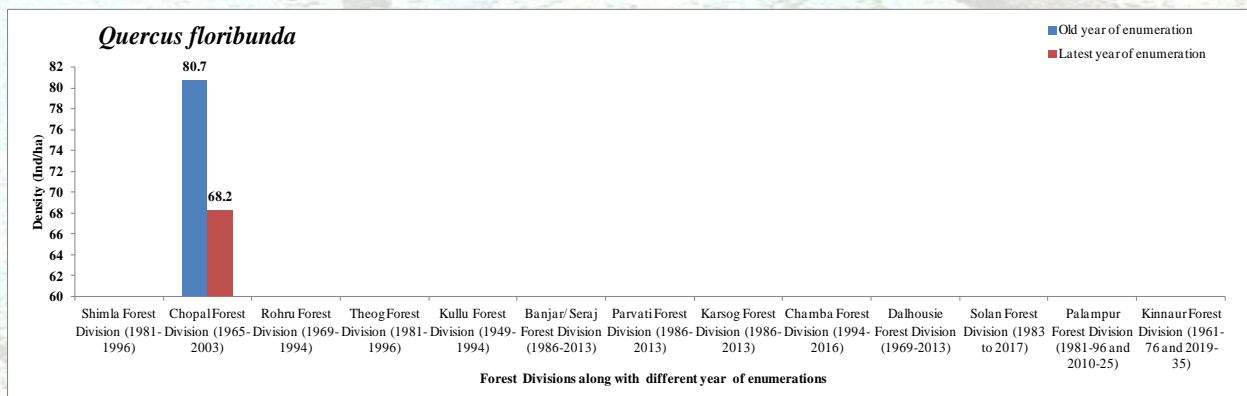 Quercus floribunda
Old year of enumeration
Latest year of enumeration
82
80
78
76
74
72
70
68
66
64
62
60
Density (Ind/ha)
80.7
68.2
Shimla Forest
Division (1981-
1996)
Chopal Forest
Division (1965-
2003)
Rohru Forest
Division (1969-
1994)
Theog Forest
Division (1981-
1996)
Kullu Forest
Division (1949-
1994)
Banjar/ Seraj
Forest Division
(1986-2013)
Parvati Forest
Division (1986-
2013)
Karsog Forest
Division (1986-
2013)
Chamba Forest
Division (1994-
2016)
Dalhousie
Forest Division
(1969-2013)
Solan Forest
Division (1983
to 2017)
Palampur
Forest Division
(1981-96 and
2010-25)
Kinnaur Forest
Division (1961-
76 and 2019-
35)
Forest Divisions along with different year of enumerations